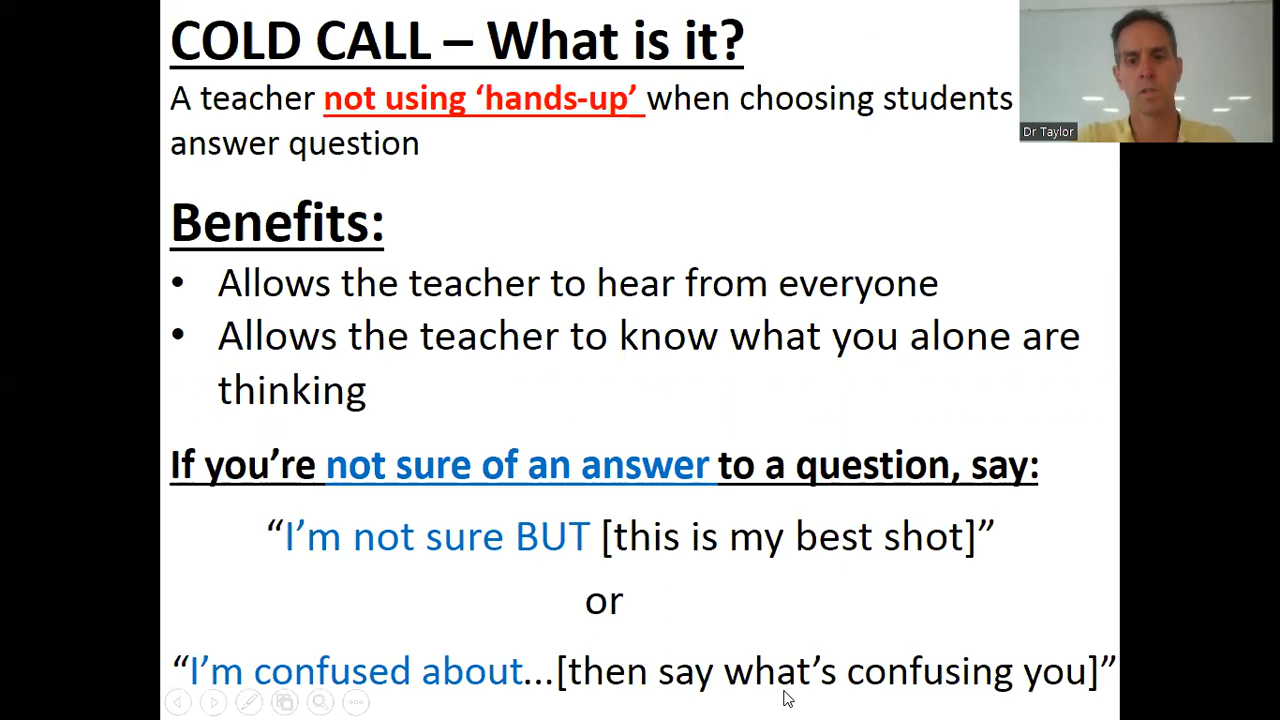 COLD CALL – What is it?
A teacher not using ‘hands-up’ when choosing students
answer question
Dr Taylor
Benefits:
• Allows the teacher to hear from everyone
• Allows the teacher to know what you alone are
thinking
If you’re not sure of an answer to a question, say:
“I’m not sure BUT [this is my best shot]”
or
“I’m confused about...[then say what’s confusing you]”